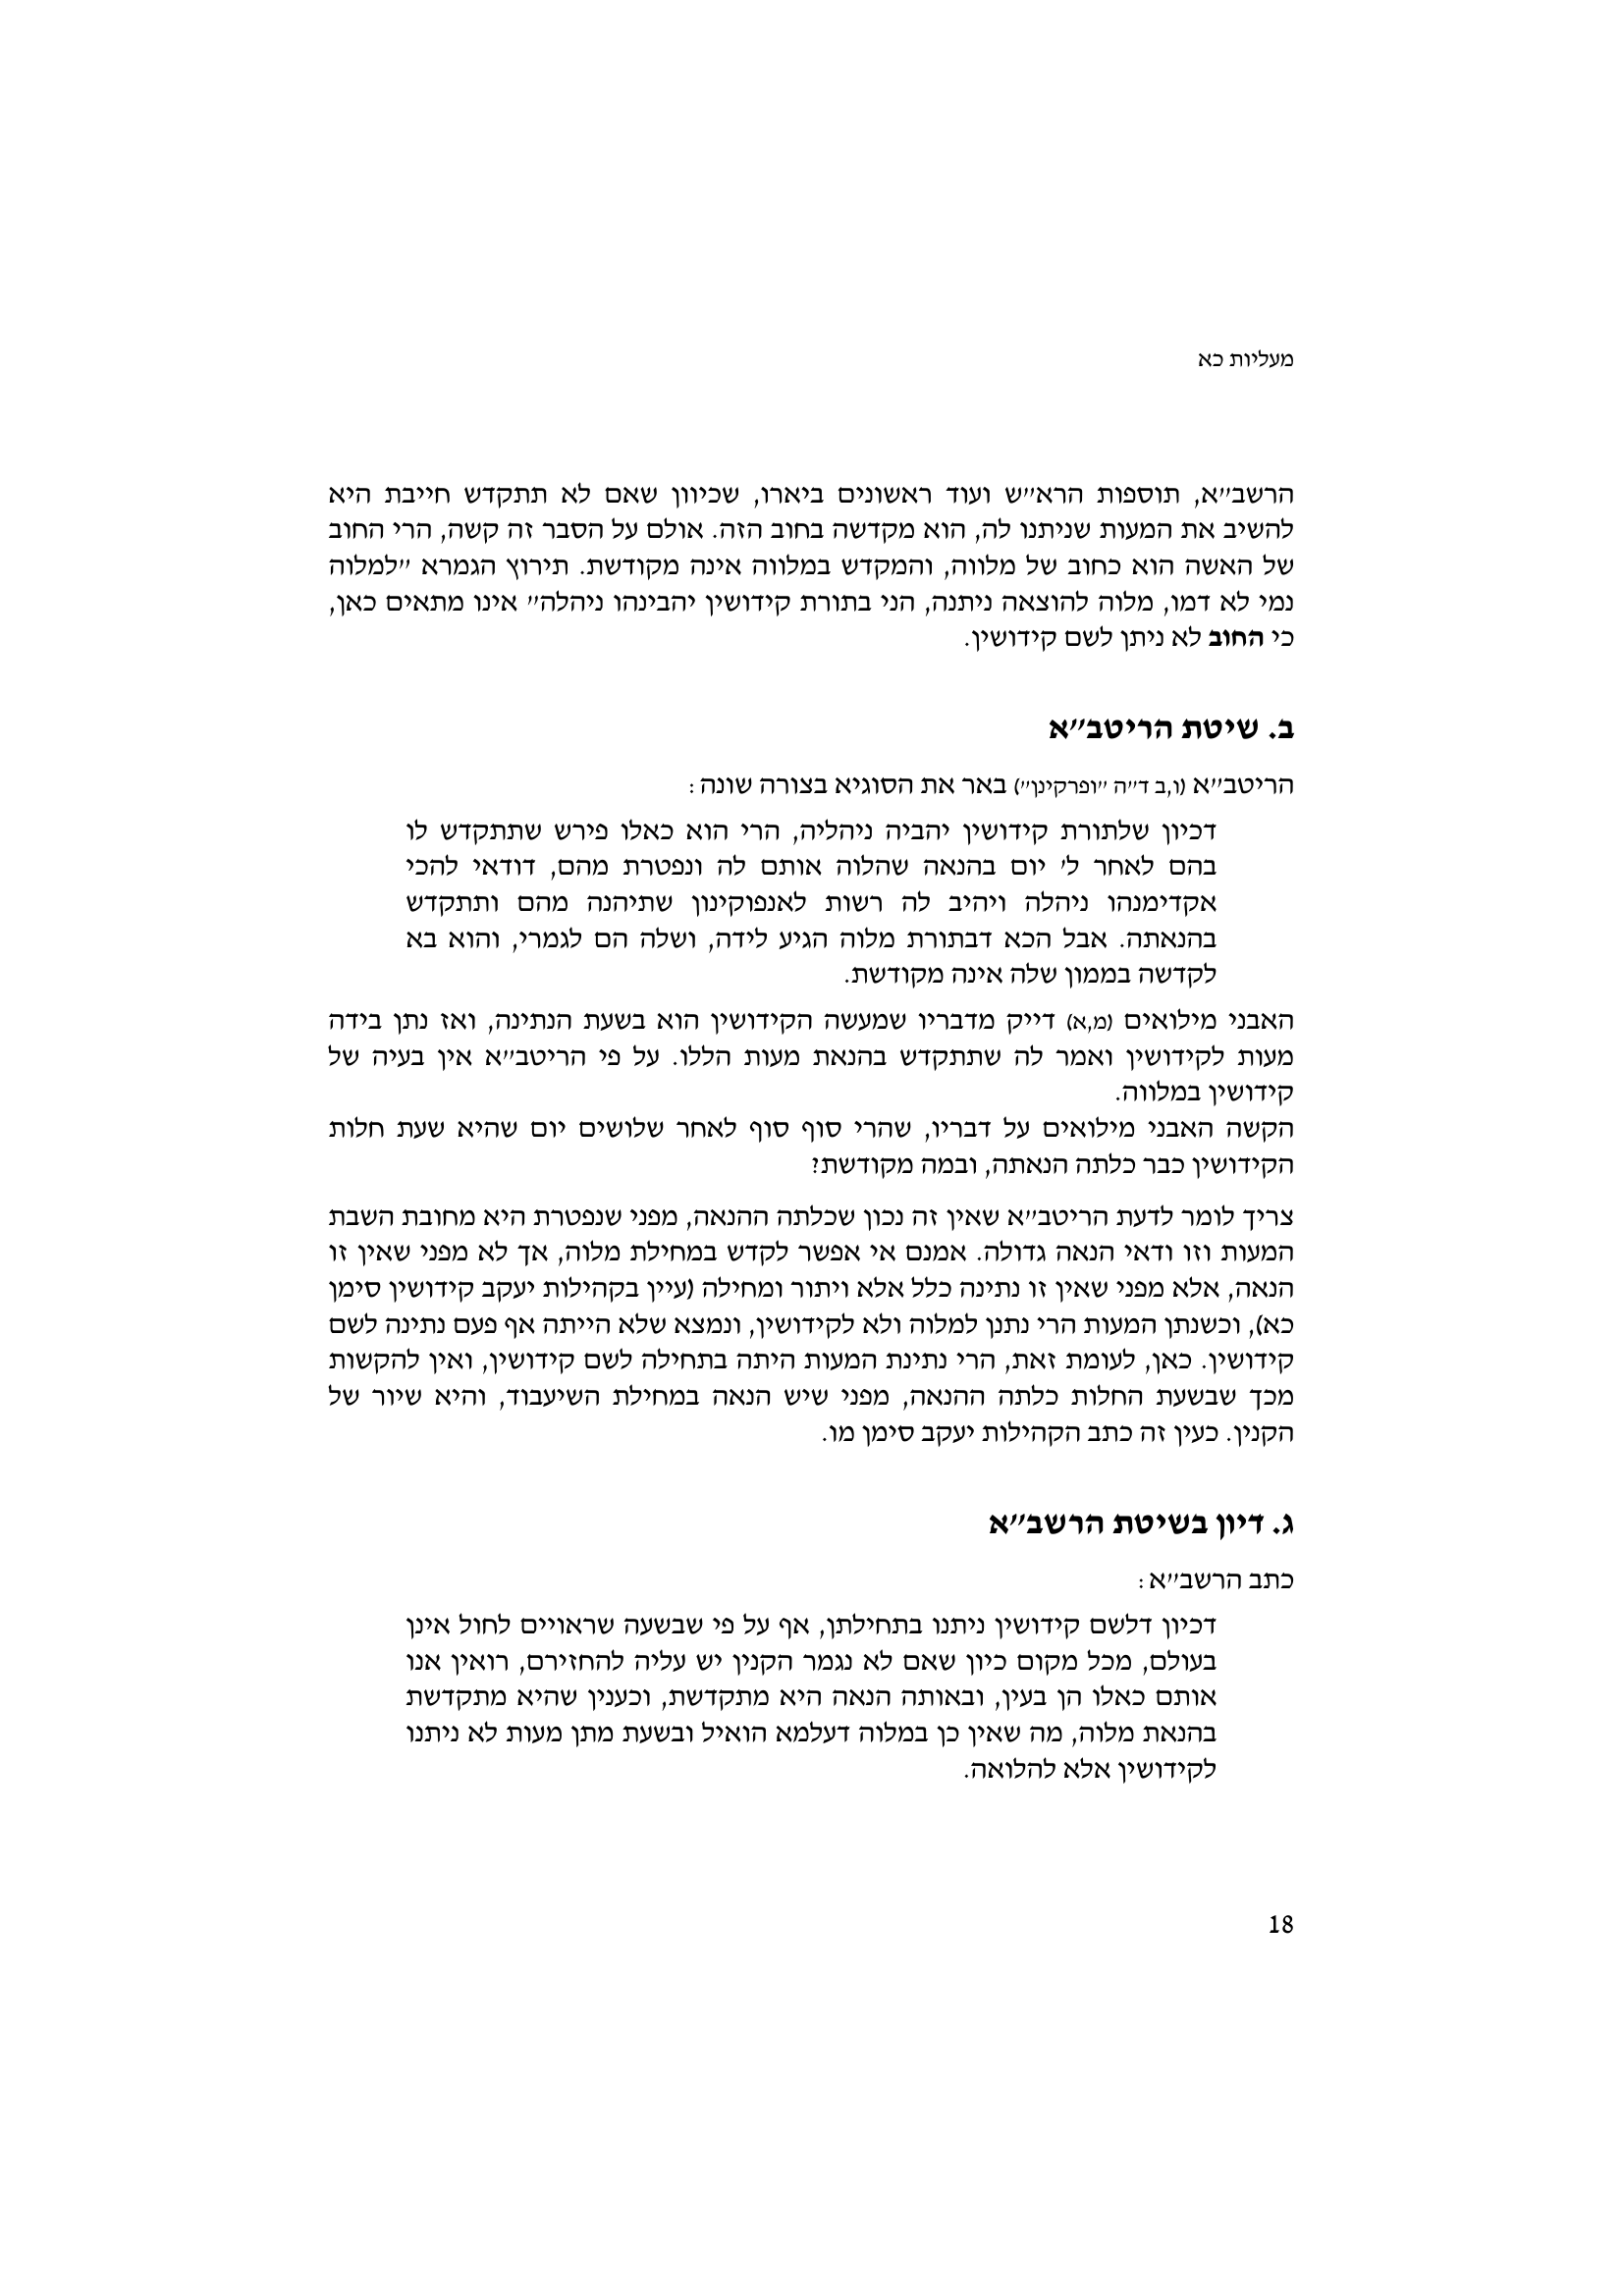 מעליות כא
הרשב״א, תוספות הרא״ש ועוד ראשונים ביארו, שכיוון שאם לא תתקדש חייבת היא
להשיב את המעות שניתנו לה, הוא מקדשה בחוב הזה. אולם על הסבר זה קשה, הרי החוב
של האשה הוא כחוב של מלווה, והמקדש במלווה אינה מקודשת. תירוץ הגמרא ״למלוה
נמי לא דמו, מלוה להוצאה ניתנה, הני בתורת קידושין יהבינהו ניהלה״ אינו מתאים כאן,
כי החוב לא ניתן לשם קידושין.
ב. שיטת הריטב״א
הריטב״א (ו,ב ד״ה ״ופרקינן״) באר את הסוגיא בצורה שונה:
דכיון שלתורת קידושין יהביה ניהליה, הרי הוא כאלו פירש שתתקדש לו
בהם לאחר ל׳ יום בהנאה שהלוה אותם לה ונפטרת מהם, דודאי להכי
אקדימנהו ניהלה ויהיב לה רשות לאנפוקינון שתיהנה מהם ותתקדש
בהנאתה. אבל הכא דבתורת מלוה הגיע לידה, ושלה הם לגמרי, והוא בא
לקדשה בממון שלה אינה מקודשת.
האבני מילואים (מ,א) דייק מדבריו שמעשה הקידושין הוא בשעת הנתינה, ואז נתן בידה
מעות לקידושין ואמר לה שתתקדש בהנאת מעות הללו. על פי הריטב״א אין בעיה של
קידושין במלווה.
הקשה האבני מילואים על דבריו, שהרי סוף סוף לאחר שלושים יום שהיא שעת חלות
הקידושין כבר כלתה הנאתה, ובמה מקודשת?
צריך לומר לדעת הריטב״א שאין זה נכון שכלתה ההנאה, מפני שנפטרת היא מחובת השבת
המעות וזו ודאי הנאה גדולה. אמנם אי אפשר לקדש במחילת מלוה, אך לא מפני שאין זו
הנאה, אלא מפני שאין זו נתינה כלל אלא ויתור ומחילה (עיין בקהילות יעקב קידושין סימן
כא), וכשנתן המעות הרי נתנן למלוה ולא לקידושין, ונמצא שלא הייתה אף פעם נתינה לשם
קידושין. כאן, לעומת זאת, הרי נתינת המעות היתה בתחילה לשם קידושין, ואין להקשות
מכך שבשעת החלות כלתה ההנאה, מפני שיש הנאה במחילת השיעבוד, והיא שיור של
הקנין. כעין זה כתב הקהילות יעקב סימן מו.
ג. דיון בשיטת הרשב״א
כתב הרשב״א:
דכיון דלשם קידושין ניתנו בתחילתן, אף על פי שבשעה שראויים לחול אינן
בעולם, מכל מקום כיון שאם לא נגמר הקנין יש עליה להחזירם, רואין אנו
אותם כאלו הן בעין, ובאותה הנאה היא מתקדשת, וכענין שהיא מתקדשת
בהנאת מלוה, מה שאין כן במלוה דעלמא הואיל ובשעת מתן מעות לא ניתנו
לקידושין אלא להלואה.
18